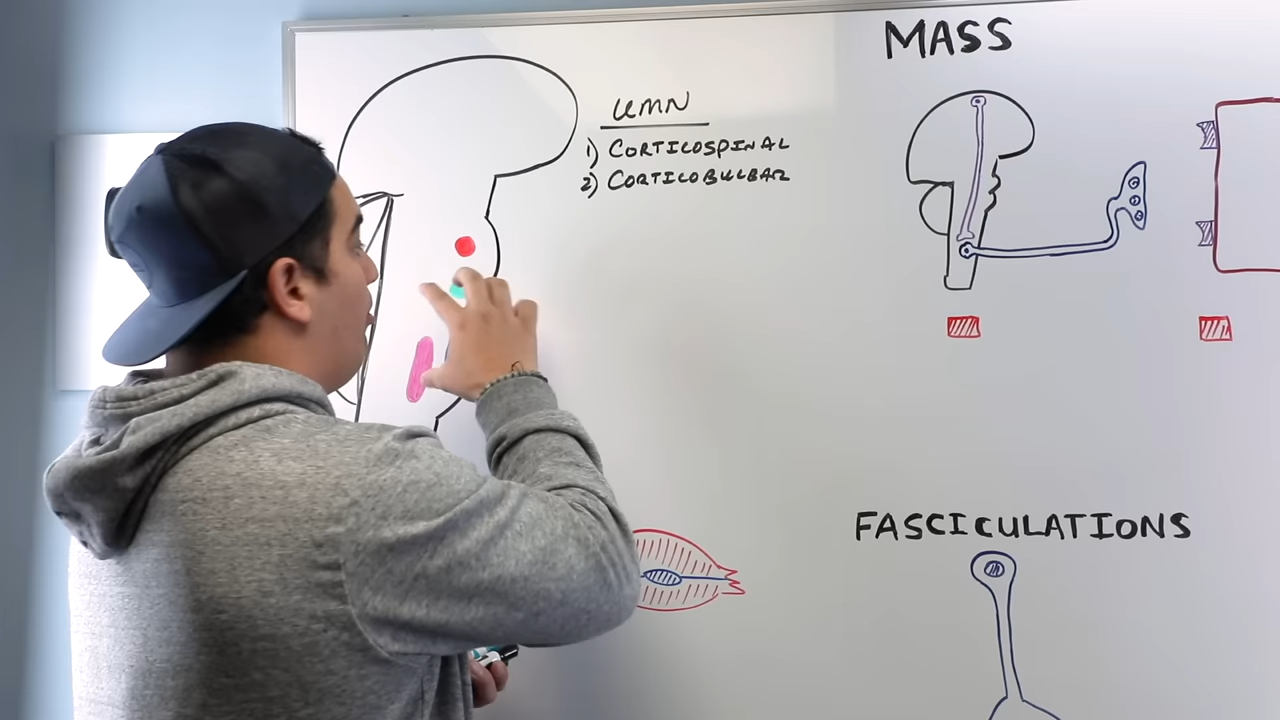 MASS
UMN
1) CORTICOSPINAL
2) CORTICOBULBAR
FASCICULATIONS